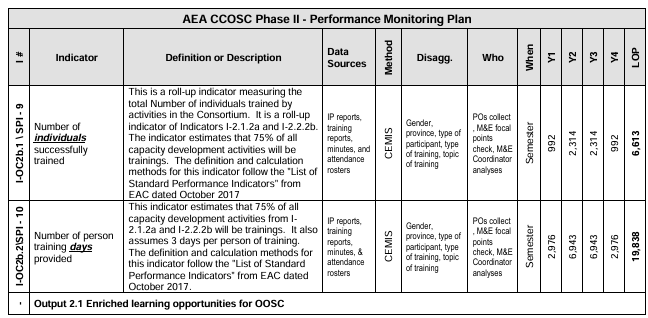 AEA CCOSC Phase II - Performance Monitoring Plan
I #
Indicator
Definition or Description
Data
Sources
Method
Disagg.
Who
When
Y1
Y2
Y3
Y4
LOP
I-OC2b.1 \SPI - 9
Number of
individuals
successfully
trained
This is a roll-up indicator measuring the
total Number of individuals trained by
activities in the Consortium. It is a roll-up
indicator of Indicators I-2.1.2a and I-2.2.2b.
The indicator estimates that 75% of all
capacity development activities will be
trainings. The definition and calculation
methods for this indicator follow the "List of
Standard Performance Indicators" from
EAC dated October 2017
IP reports,
training
reports,
minutes, and
attendance
rosters
CEMIS
Gender,
province, type of
participant, type of
training, topic of
training
POs collect
, M&E focal
points
check, M&E
Coordinator
analyses
Semester
992
2,314
2,314
992
6,613
I-OC2b.2\SPI - 10
Number of person
training days
provided
This indicator estimates that 75% of all
capacity development activities from I-
2.1.2a and I-2.2.2b will be trainings. It also
assumes 3 days per person of training.
The definition and calculation methods for
this indicator follow the "List of Standard
Performance Indicators" from EAC dated
October 2017.
IP reports,
training
reports,
minutes, &
attendance
rosters
CEMIS
Gender,
province, type of
participant, type of
training, topic of
training
POs collect
, M&E focal
points
check, M&E
Coordinator
analyses
Semester
2,976
6,943
6,943
2,976
19,838
Output 2.1 Enriched learning opportunities for OOSC